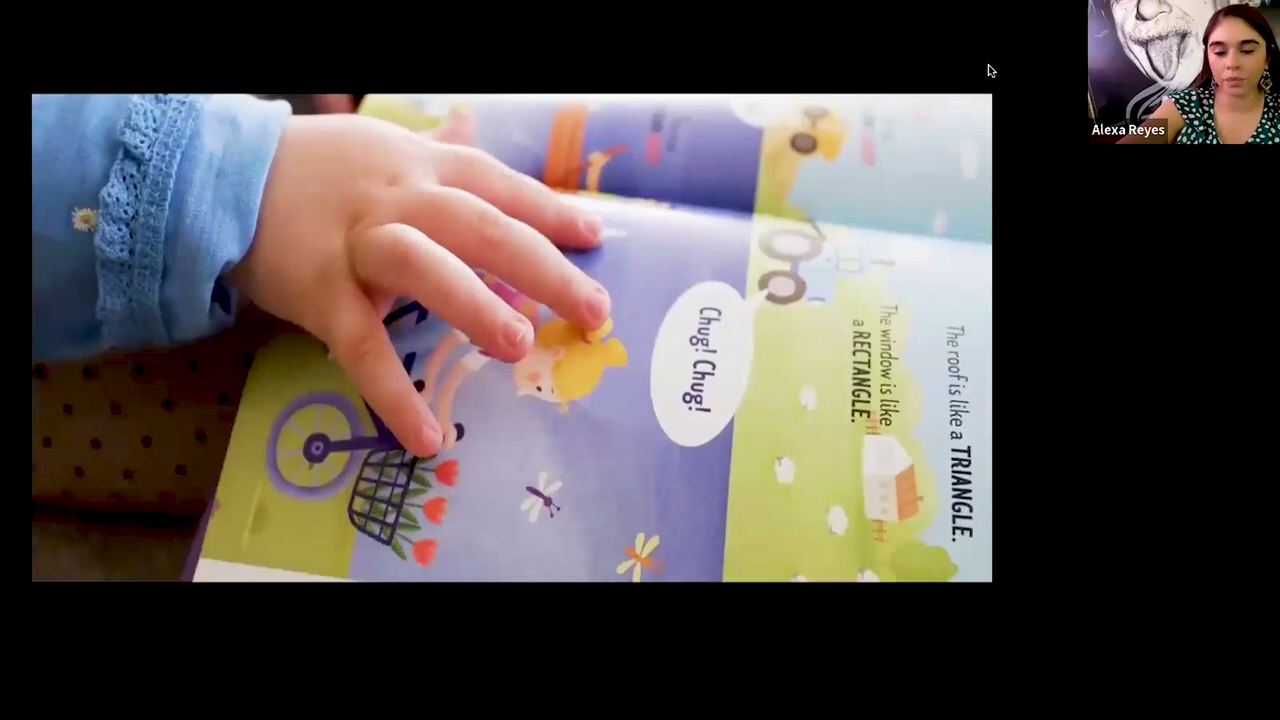 The roof is like a TRIANGLE.
The window is like
a RECTANGLE.
Chug! Chug!
Alexa Reyes